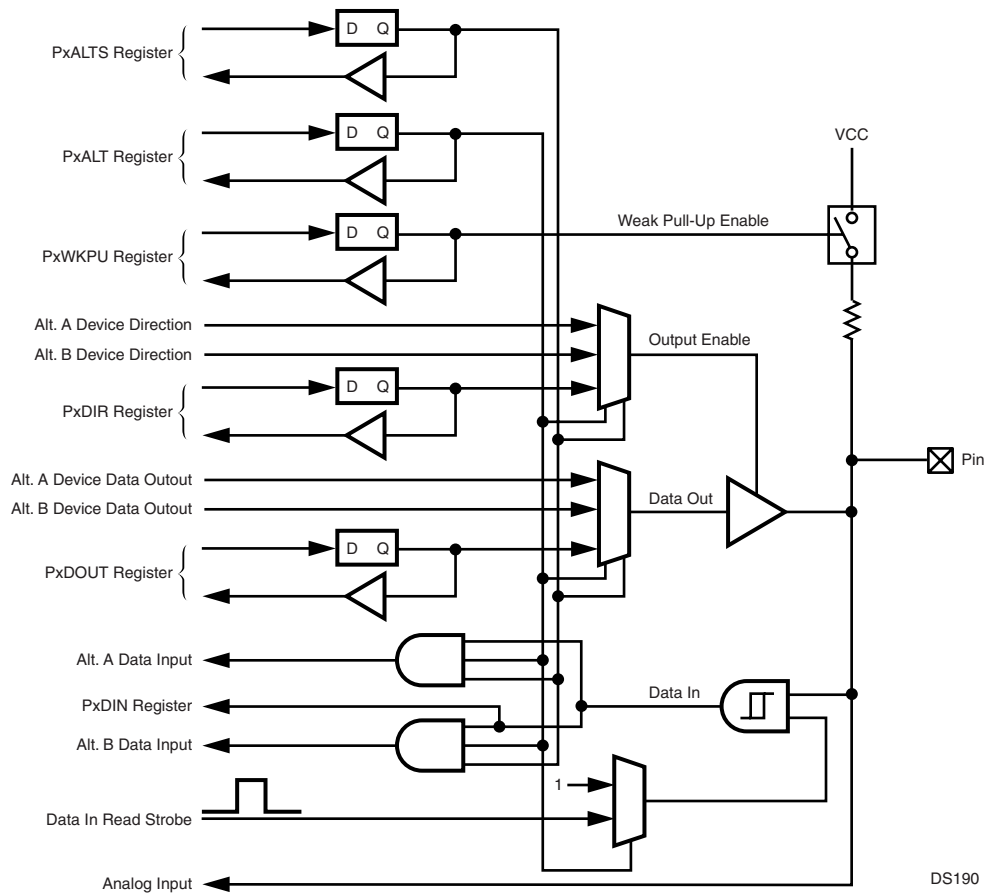 PxALTS Register
D Q
PxALT Register
D Q
VCC
PxWKPU Register
D Q
Weak Pull-Up Enable
Alt. A Device Direction
Alt. B Device Direction
Output Enable
PxDIR Register
D Q
Pin
Alt. A Device Data Outout
Alt. B Device Data Outout
Data Out
PxDOUT Register
D Q
Alt. A Data Input
PxDIN Register
Data In
Alt. B Data Input
1
Data In Read Strobe
Analog Input
DS190